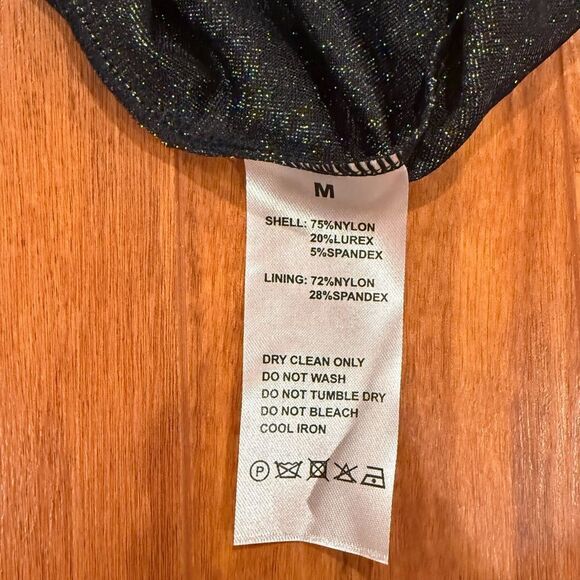 M
SHELL: 75%NYLON
20%LUREX
5%SPANDEX
LINING: 72%NYLON
28%SPANDEX
DRY CLEAN ONLY
DO NOT WASH
DO NOT TUMBLE DRY
DO NOT BLEACH
COOL IRON
P